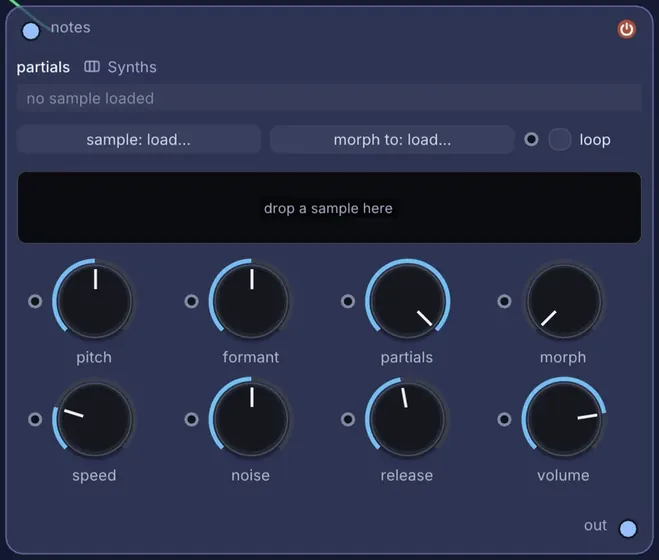 notes
partials Synths
no sample loaded
sample: load... morph to: load... loop
drop a sample here
pitch formant partials morph
speed noise release volume
out